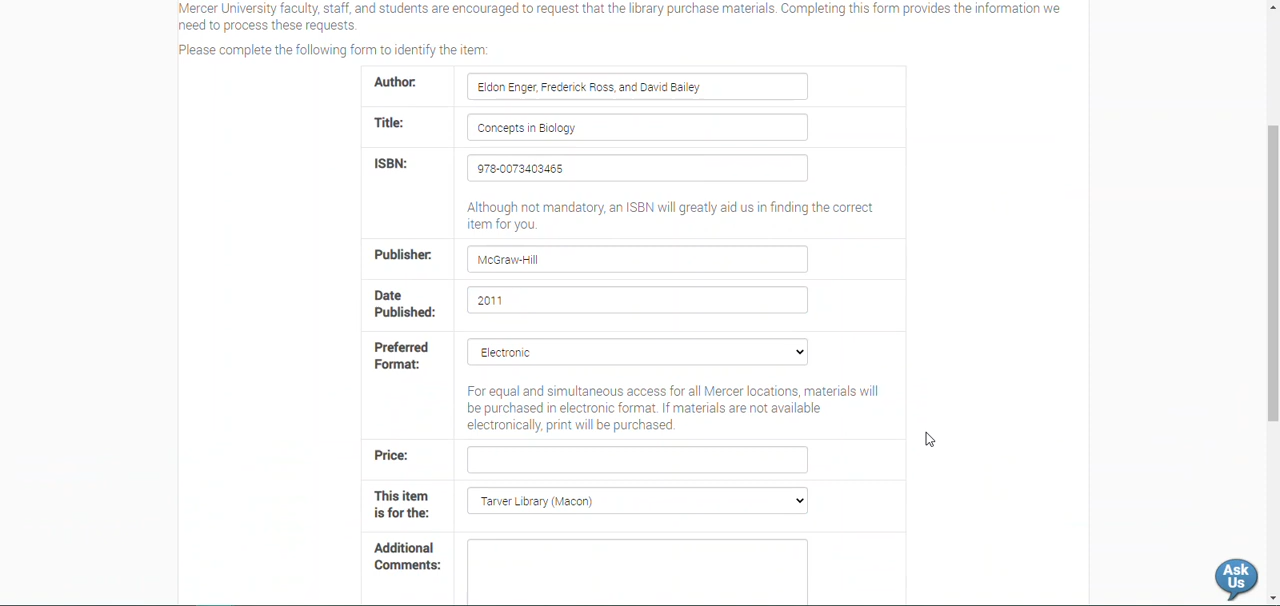 Mercer University faculty, staff, and students are encouraged to request that the library purchase materials. Completing this form provides the information we
need to process these requests.
Please complete the following form to identify the item:
Author:
Eldon Enger, Frederick Ross, and David Bailey
Title:
Concepts in Biology
ISBN:
978-0073403465
Although not mandatory, an ISBN will greatly aid us in finding the correct
item for you.
Publisher:
McGraw-Hill
Date
Published:
2011
Preferred
Format:
Electronic
For equal and simultaneous access for all Mercer locations, materials will
be purchased in electronic format. If materials are not available
electronically, print will be purchased.
Price:
This item
is for the:
Tarver Library (Macon)
Additional
Comments:
Ask
Us